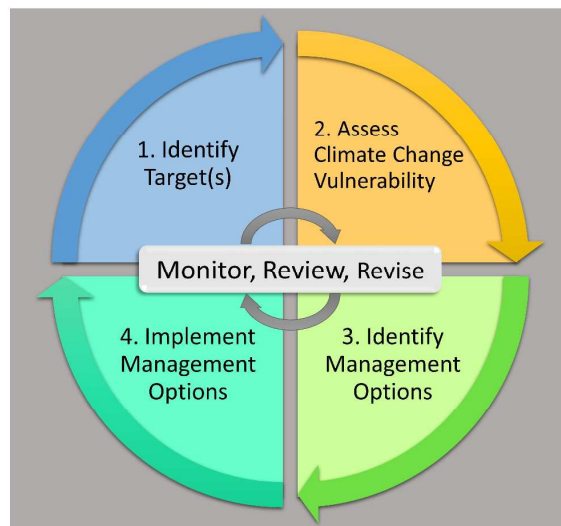 1. Identify
Target(s)
2. Assess
Climate Change
Vulnerability
Monitor, Review, Revise
4. Implement
Management
Options
3. Identify
Management
Options